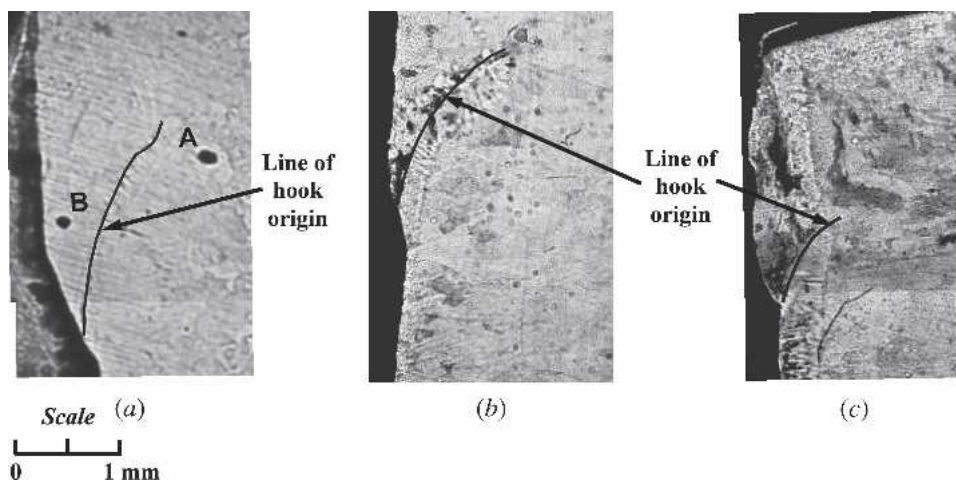 A
B
Line of
hook
origin
Line of
hook
origin
Scale
(a)
(b)
(c)
0
1 mm